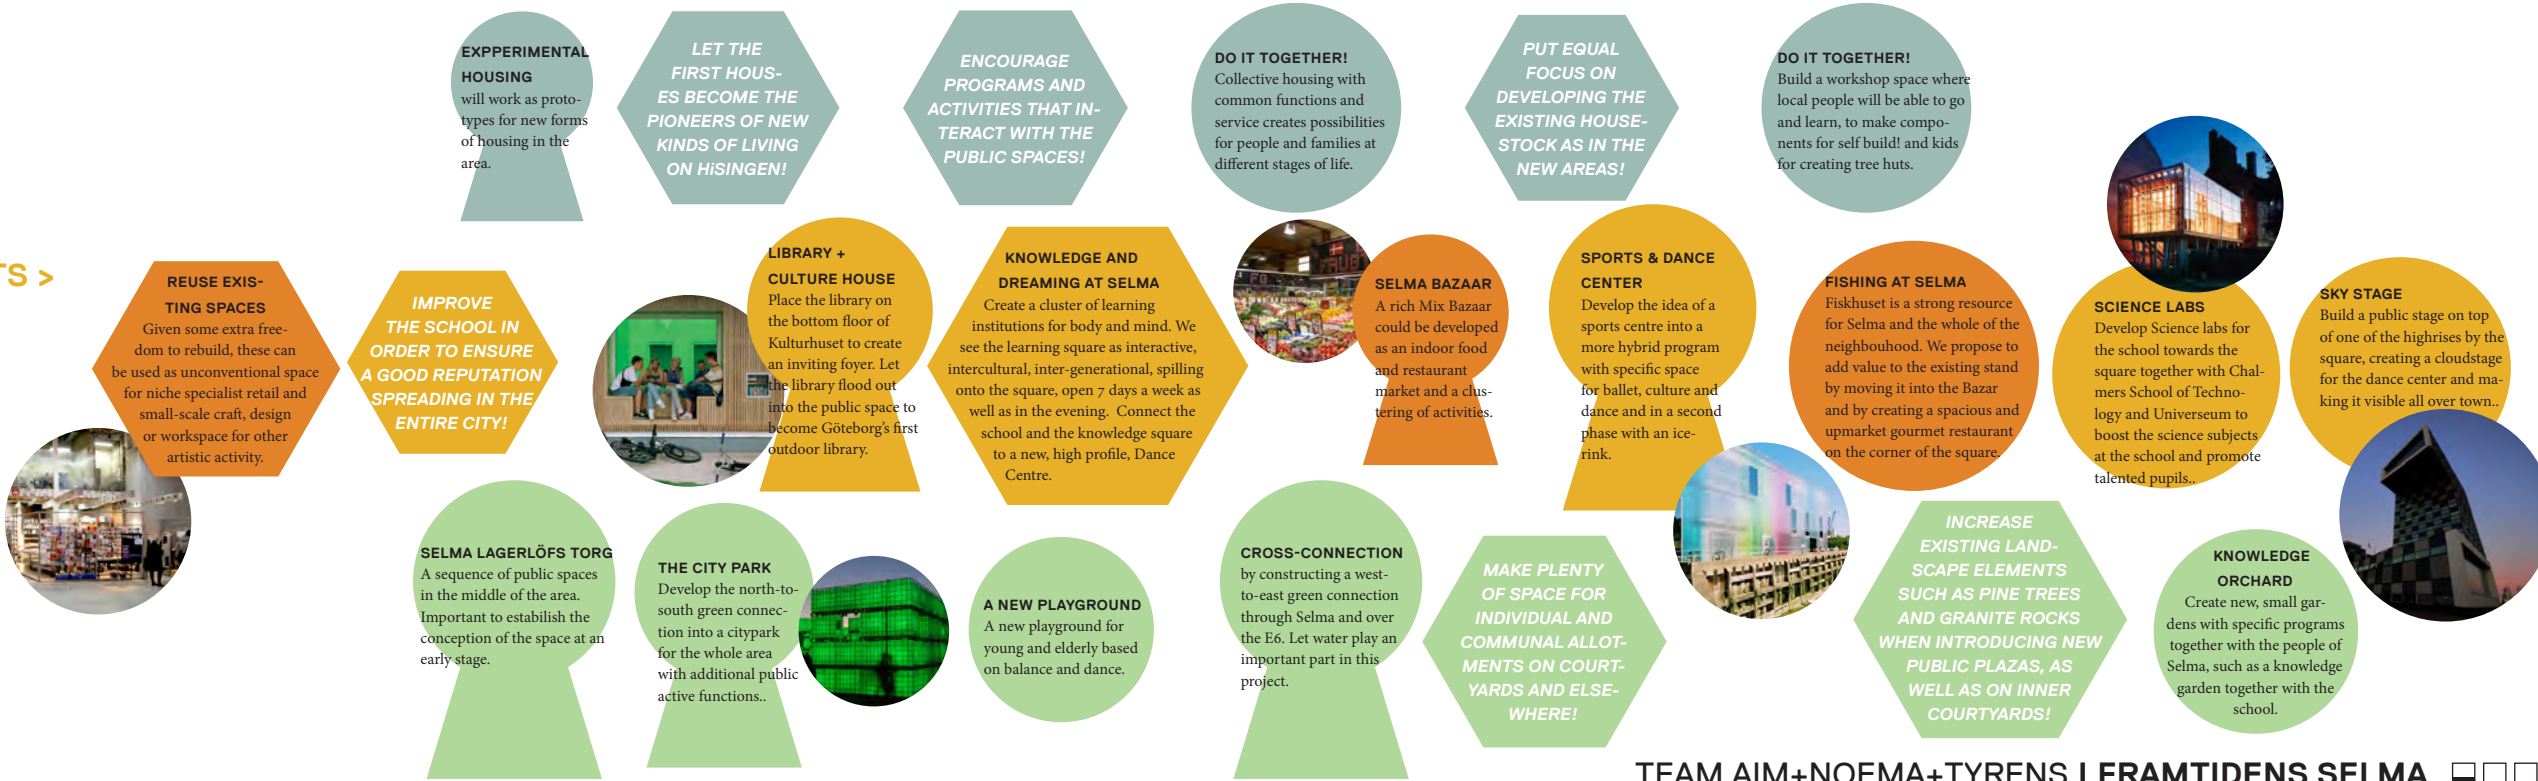 EXPPERIMENTAL
HOUSING
will work as proto-
types for new forms
of housing in the
area.
LET THE
FIRST HOUS-
ES BECOME THE
PIONEERS OF NEW
KINDS OF LIVING
ON HiSINGEN!
ENCOURAGE
PROGRAMS AND
ACTIVITIES THAT IN-
TERACT WITH THE
PUBLIC SPACES!
DO IT TOGETHER!
Collective housing with
common functions and
service creates possibilities
for people and families at
different stages of life.
PUT EQUAL
FOCUS ON
DEVELOPING THE
EXISTING HOUSE-
STOCK AS IN THE
NEW AREAS!
DO IT TOGETHER!
Build a workshop space where
local people will be able to go
and learn, to make compo-
nents for self build! and kids
for creating tree huts.
TS >
REUSE EXIS-
TING SPACES
Given some extra free-
dom to rebuild, these can
be used as unconventional space
for niche specialist retail and
small-scale craft, design
or workspace for other
artistic activity.
IMPROVE
THE SCHOOL IN
ORDER TO ENSURE
A GOOD REPUTATION
SPREADING IN THE
ENTIRE CITY!
LIBRARY +
CULTURE HOUSE
Place the library on
the bottom floor of
Kulturhuset to create
an inviting foyer. Let
the library flood out
into the public space to
become Göteborg's first
outdoor library.
KNOWLEDGE AND
DREAMING AT SELMA
Create a cluster of learning
institutions for body and mind. We
see the learning square as interactive,
intercultural, inter-generational, spilling
onto the square, open 7 days a week as
well as in the evening. Connect the
school and the knowledge square
to a new, high profile, Dance
Centre.
SELMA BAZAAR
A rich Mix Bazaar
could be developed
as an indoor food
and restaurant
market and a clus-
tering of activities.
SPORTS & DANCE
CENTER
Develop the idea of a
sports centre into a
more hybrid program
with specific space
for ballet, culture and
dance and in a second
phase with an ice-
rink.
FISHING AT SELMA
Fiskhuset is a strong resource
for Selma and the whole of the
neighbouhood. We propose to
add value to the existing stand
by moving it into the Bazar
and by creating a spacious and
upmarket gourmet restaurant
on the corner of the square.
SCIENCE LABS
Develop Science labs for
the school towards the
square together with Chal-
mers School of Techno-
logy and Universeum to
boost the science subjects
at the school and promote
talented pupils..
SKY STAGE
Build a public stage on top
of one of the highrises by the
square, creating a cloudstage
for the dance center and ma-
king it visible all over town..
SELMA LAGERLÖFS TORG
A sequence of public spaces
in the middle of the area.
Important to estabilish the
conception of the space at an
early stage.
THE CITY PARK
Develop the north-to-
south green connec-
tion into a citypark
for the whole area
with additional public
active functions..
A NEW PLAYGROUND
A new playground for
young and elderly based
on balance and dance.
CROSS-CONNECTION
by constructing a west-
to-east green connection
through Selma and over
the E6. Let water play an
important part in this
project.
MAKE PLENTY
OF SPACE FOR
INDIVIDUAL AND
COMMUNAL ALLOT-
MENTS ON COURT-
YARDS AND ELSE-
WHERE!
INCREASE
EXISTING LAND-
SCAPE ELEMENTS
SUCH AS PINE TREES
AND GRANITE ROCKS
WHEN INTRODUCING NEW
PUBLIC PLAZAS, AS
WELL AS ON INNER
COURTYARDS!
KNOWLEDGE
ORCHARD
Create new, small gar-
dens with specific programs
together with the people of
Selma, such as a knowledge
garden together with the
school.
TEAM AIM+NOEMA+TYRENS LFRAMTIDENS SELMA